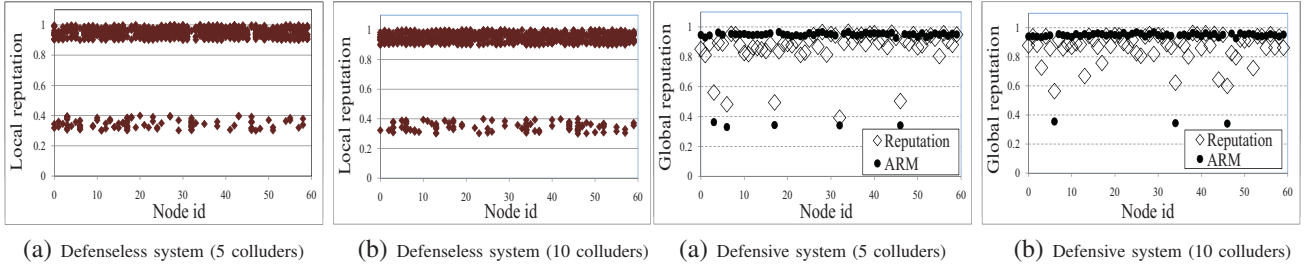 Local reputation
1
0.8
0.6
0.4
0.2
0
0 10 20 30 40 50 60
Node id
(a) Defenseless system (5 colluders)
Local reputation
1
0.8
0.6
0.4
0.2
0
0 10 20 30 40 50 60
Node id
(b) Defenseless system (10 colluders)
Global reputation
1
0.8
0.6
0.4
0.2
0
Reputation
ARM
0 10 20 30 40 50 60
Node id
(a) Defensive system (5 colluders)
Global reputation
1
0.8
0.6
0.4
0.2
0
Reputation
ARM
0 10 20 30 40 50 60
Node id
(b) Defensive system (10 colluders)